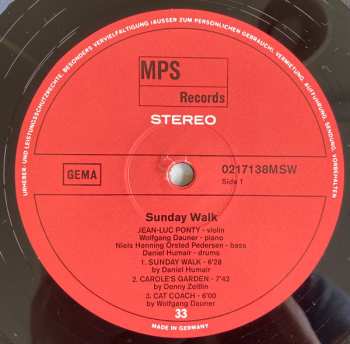 URHEBER- UND LEISTUNGSSCHUTZRECHTE, BESONDERS VERVIELFÄLTIGUNG (AUSSER ZUM PERSÖNLICHEN GEBRAUCH), VERMIETUNG, AUFFÜHRUNG, SENDUNG, VORBEHALTEN
MPS
Records
STEREO
GEMA
0217138MSW
Side 1
Sunday Walk
JEAN-LUC PONTY - violin
Wolfgang Dauner - piano
Niels Henning Örsted Pedersen - bass
Daniel Humair - drums
1. SUNDAY WALK - 6'28
by Daniel Humair
2. CAROLE'S GARDEN - 7'43
by Denny Zeitlin
3. CAT COACH - 6'00
by Wolfgang Dauner
33
MADE IN GERMANY